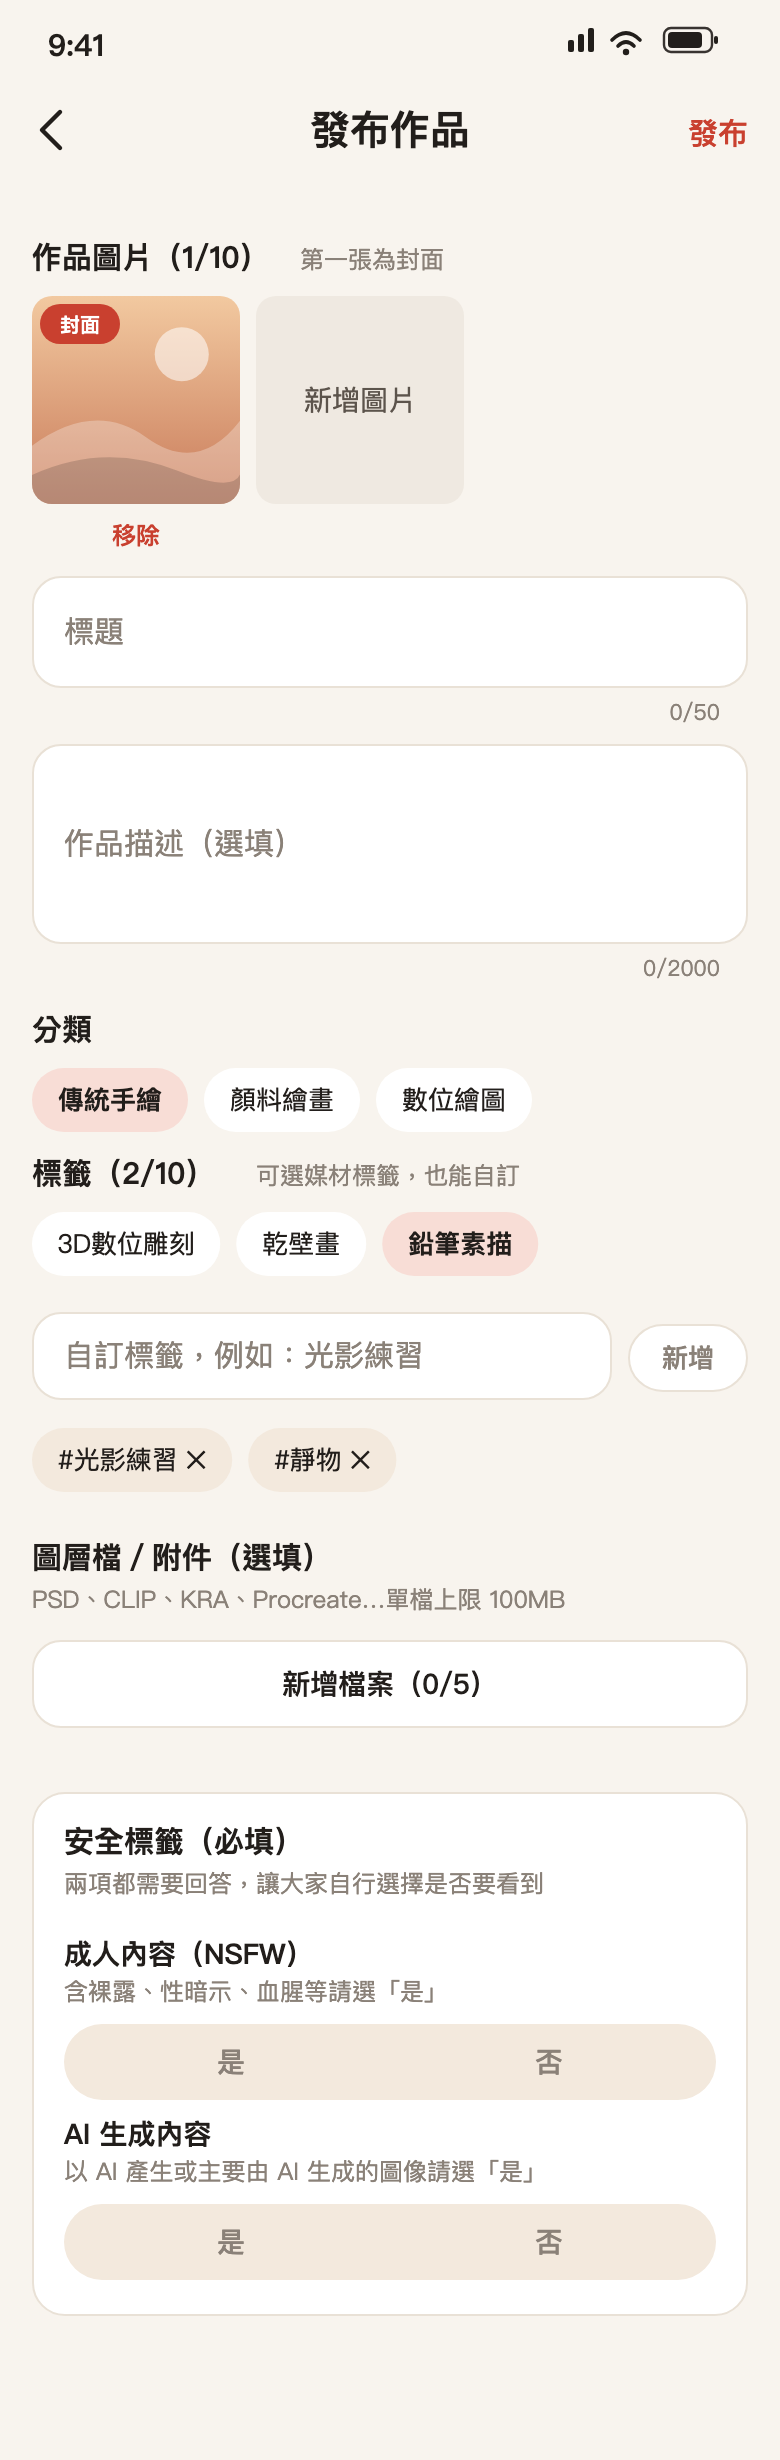 9:41
發布作品
發布
作品圖片（1/10） 第一張為封面
封面
新增圖片
移除
標題
0/50
作品描述（選填）
0/2000
分類
傳統手繪 顏料繪畫 數位繪圖
標籤（2/10） 可選媒材標籤，也能自訂
3D數位雕刻 乾壁畫 鉛筆素描
自訂標籤，例如：光影練習 新增
#光影練習 ✕ #靜物 ✕
圖層檔 / 附件（選填）
PSD、CLIP、KRA、Procreate…單檔上限 100MB
新增檔案（0/5）
安全標籤（必填）
兩項都需要回答，讓大家自行選擇是否要看到
成人內容（NSFW）
含裸露、性暗示、血腥等請選「是」
是 否
AI 生成內容
以 AI 產生或主要由 AI 生成的圖像請選「是」
是 否